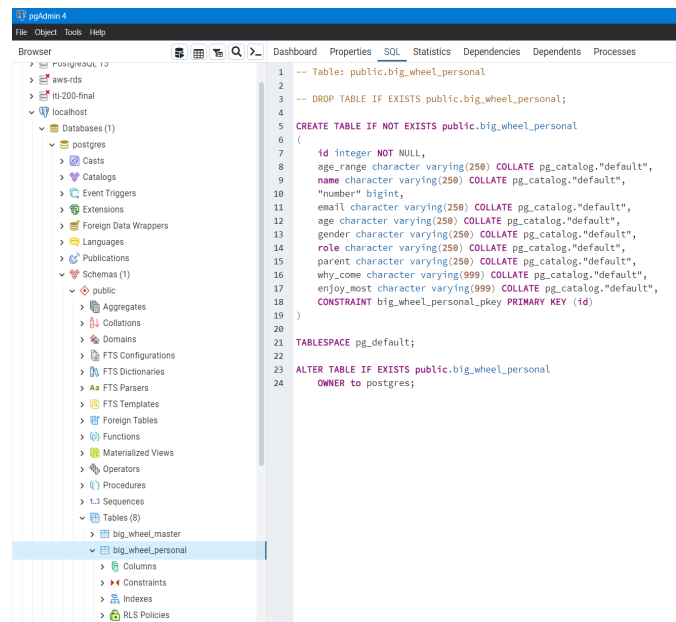 pgAdmin 4
File Object Tools Help
Browser
Dashboard Properties SQL Statistics Dependencies Dependents Processes
PostgreSQL 15
aws-rds
iti-200-final
localhost
Databases (1)
postgres
Casts
Catalogs
Event Triggers
Extensions
Foreign Data Wrappers
Languages
Publications
Schemas (1)
public
Aggregates
Collations
Domains
FTS Configurations
FTS Dictionaries
Aa FTS Parsers
FTS Templates
Foreign Tables
Functions
Materialized Views
Operators
Procedures
1..3 Sequences
Tables (8)
big_wheel_master
big_wheel_personal
Columns
Constraints
Indexes
RLS Policies
1 -- Table: public.big_wheel_personal
2
3 -- DROP TABLE IF EXISTS public.big_wheel_personal;
4
5 CREATE TABLE IF NOT EXISTS public.big_wheel_personal
6 (
7 id integer NOT NULL,
8 age_range character varying(250) COLLATE pg_catalog."default",
9 name character varying(250) COLLATE pg_catalog."default",
10 "number" bigint,
11 email character varying(250) COLLATE pg_catalog."default",
12 age character varying(250) COLLATE pg_catalog."default",
13 gender character varying(250) COLLATE pg_catalog."default",
14 role character varying(250) COLLATE pg_catalog."default",
15 parent character varying(250) COLLATE pg_catalog."default",
16 why_come character varying(999) COLLATE pg_catalog."default",
17 enjoy_most character varying(999) COLLATE pg_catalog."default",
18 CONSTRAINT big_wheel_personal_pkey PRIMARY KEY (id)
19 )
20
21 TABLESPACE pg_default;
22
23 ALTER TABLE IF EXISTS public.big_wheel_personal
24 OWNER to postgres;